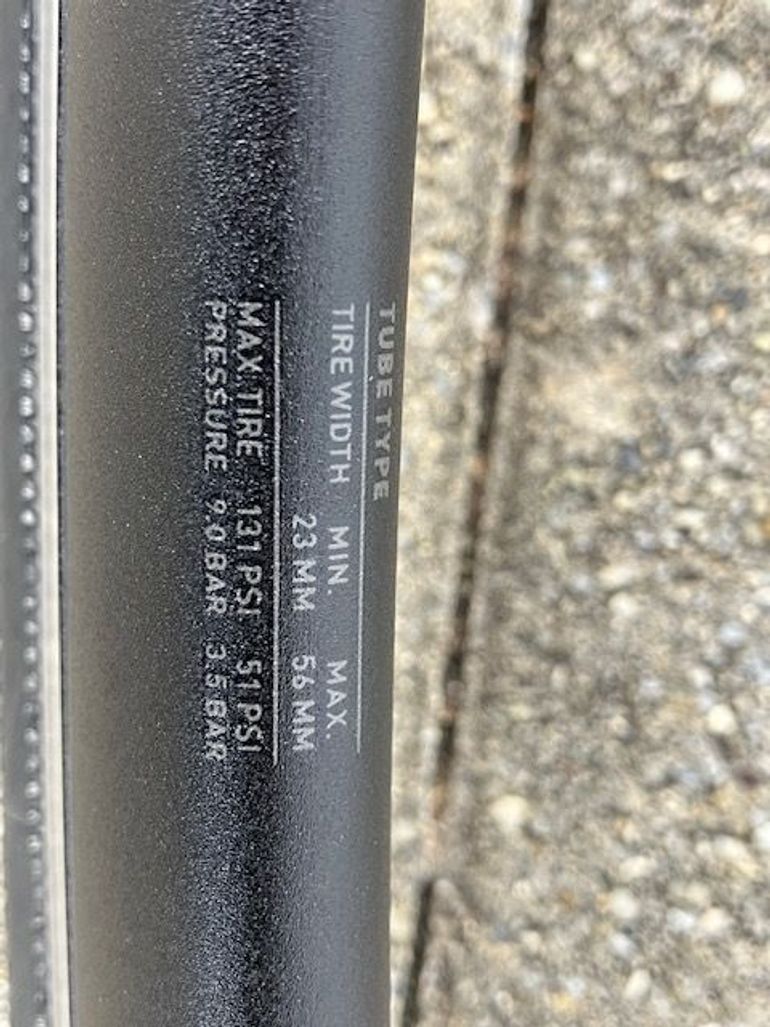 TUBE TYPE
TIRE WIDTH MIN. MAX.
23 MM 56 MM
MAX TIRE 131 PSI 51 PSI
PRESSURE 9.0 BAR 3.5 BAR